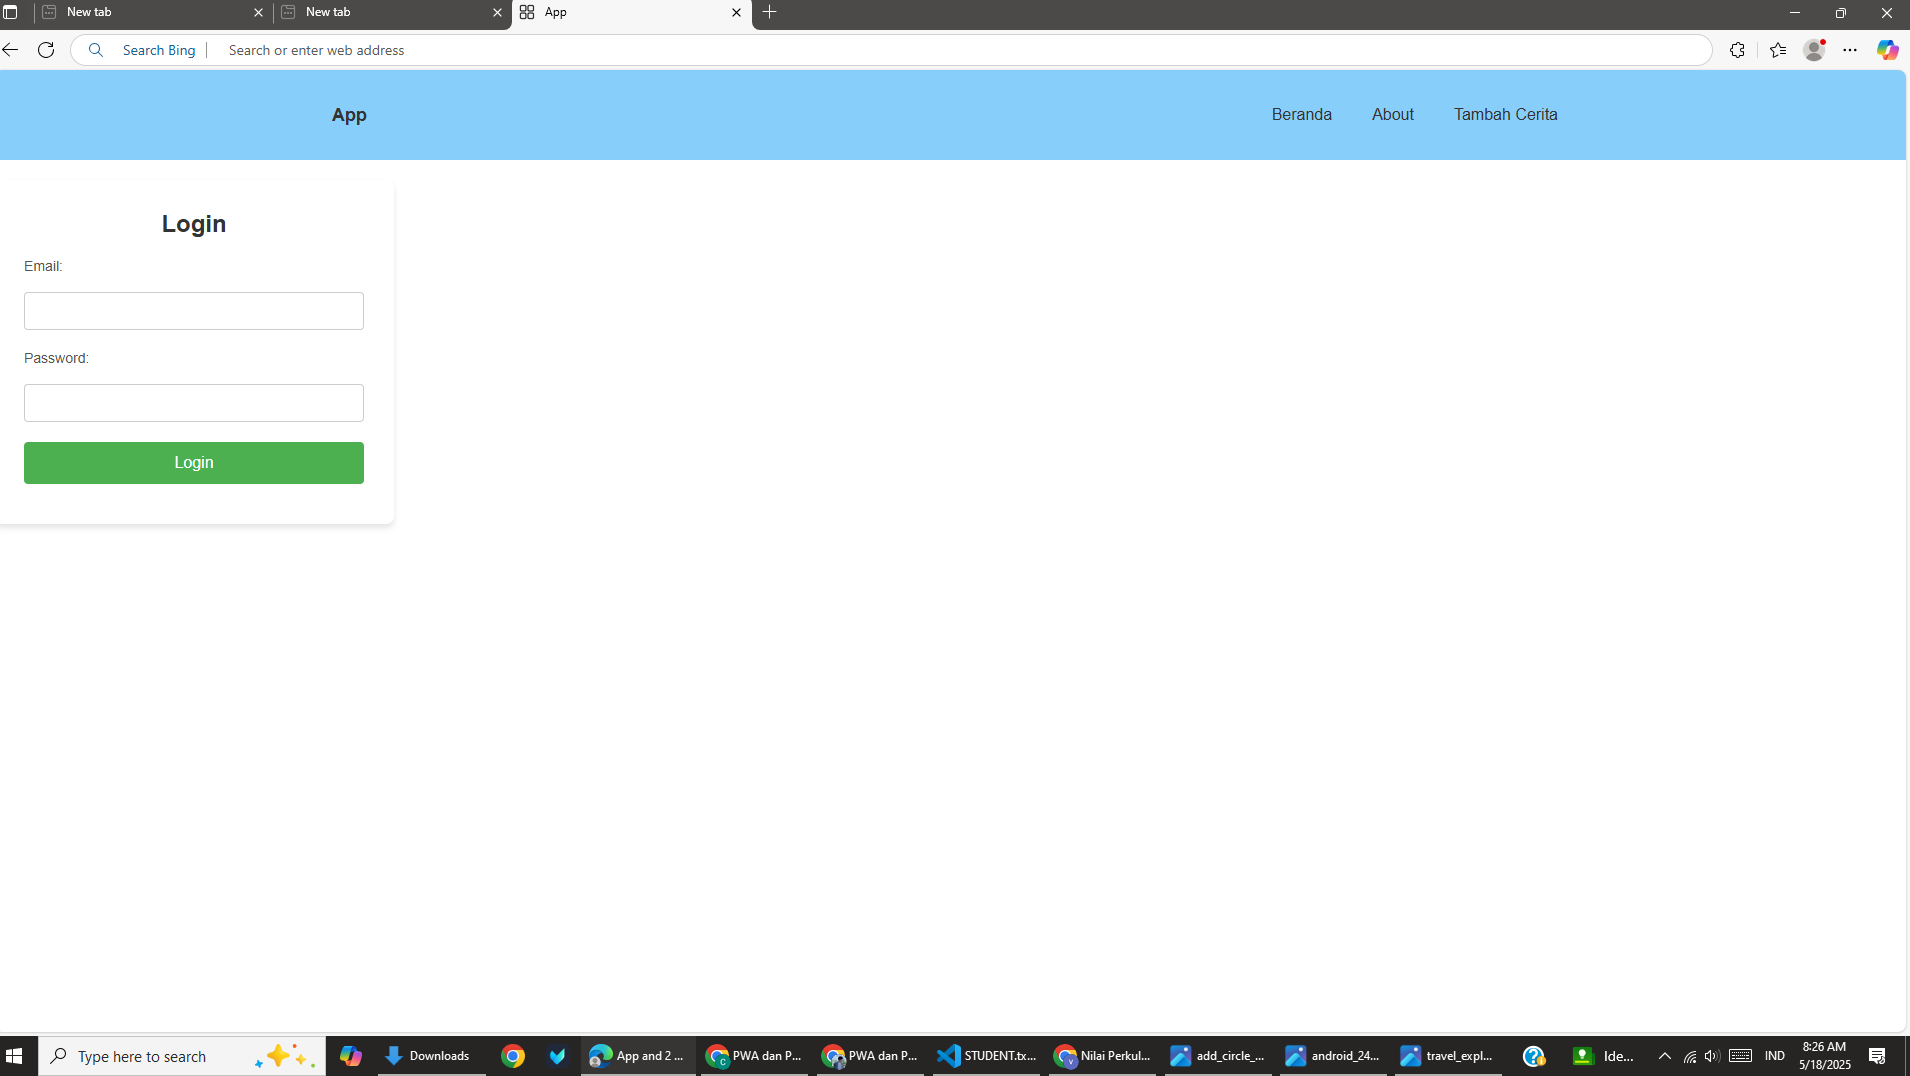 New tab
New tab
App
Search Bing
Search or enter web address
App
Beranda
About
Tambah Cerita
Login
Email:
Password:
Login
Type here to search
Downloads
App and 2 ...
PWA dan P...
PWA dan P...
STUDENT.tx...
Nilai Perkul...
add_circle_...
android_24...
travel_expl...
Ide...
IND
8:26 AM
5/18/2025